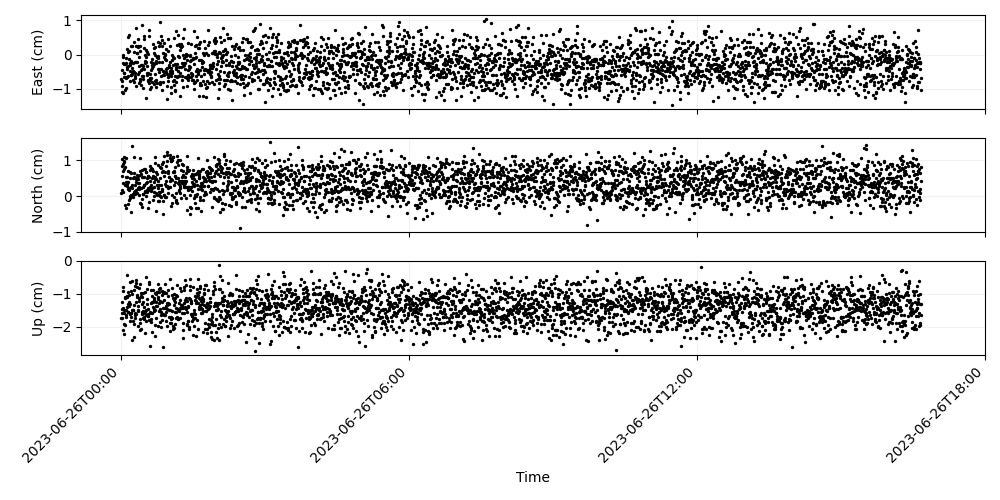 East (cm)
1
0
−1
North (cm)
1
0
−1
Up (cm)
0
−1
−2
2023-06-26T00:00
2023-06-26T06:00
2023-06-26T12:00
2023-06-26T18:00
Time